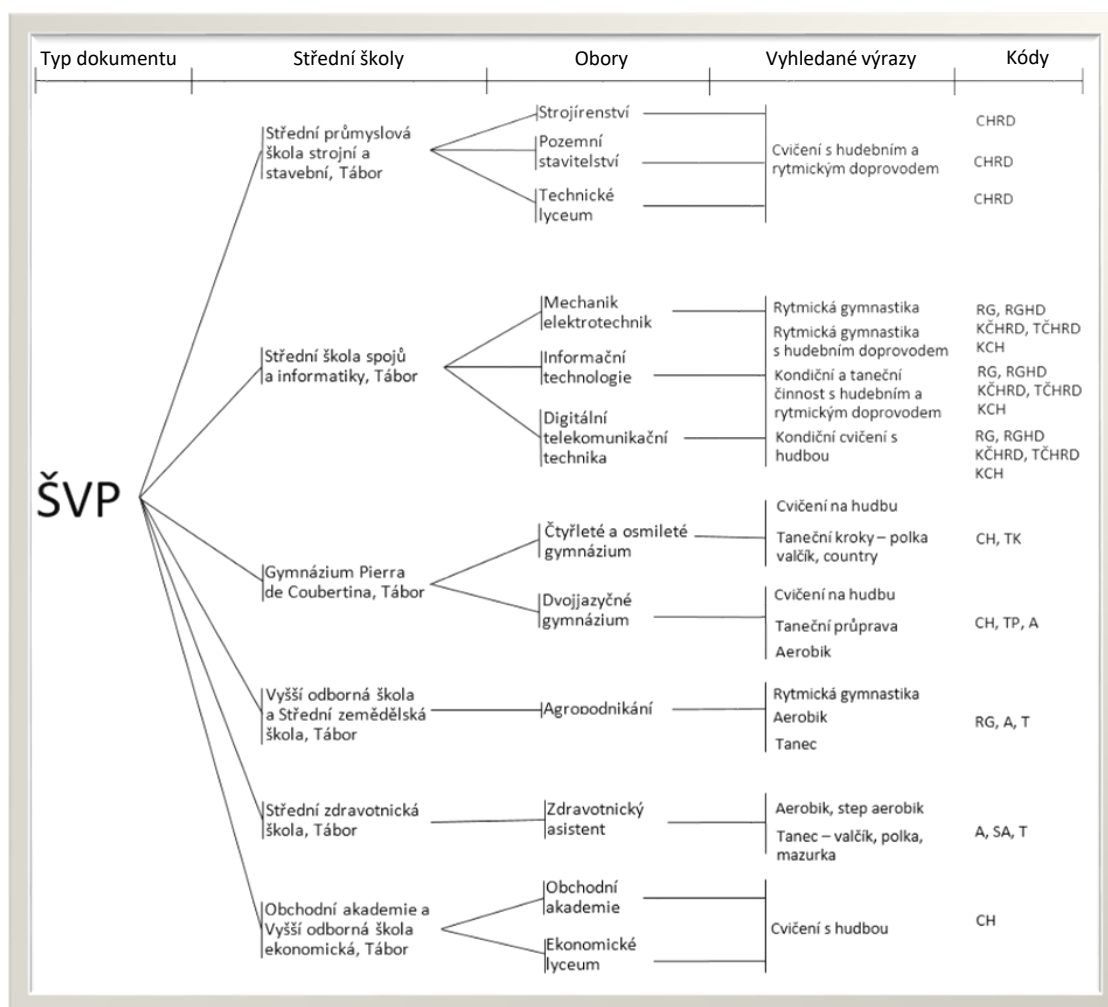 Typ dokumentu
Střední školy
Obory
Vyhledané výrazy
Kódy
ŠVP
Střední průmyslová
škola strojní a
stavební, Tábor
Strojírenství
Pozemní
stavitelství
Technické
lyceum
Cvičení s hudebním a
rytmickým doprovodem
CHRD
CHRD
CHRD
Střední škola spojů
a informatiky, Tábor
Mechanik
elektrotechnik
Informační
technologie
Digitální
telekomunikační
technika
Rytmická gymnastika
Rytmická gymnastika
s hudebním doprovodem
Kondiční a taneční
činnost s hudebním a
rytmickým doprovodem
Kondiční cvičení s
hudbou
RG, RGHD
KČHRD, TČHRD
KCH
RG, RGHD
KČHRD, TČHRD
KCH
RG, RGHD
KČHRD, TČHRD
KCH
Gymnázium Pierra
de Coubertina, Tábor
Čtyřleté a osmileté
gymnázium
Cvičení na hudbu
Taneční kroky – polka
valčík, country
CH, TK
Dvojjazyčné
gymnázium
Cvičení na hudbu
Taneční průprava
Aerobik
CH, TP, A
Vyšší odborná škola
a Střední zemědělská
škola, Tábor
Agropodnikání
Rytmická gymnastika
Aerobik
Tanec
RG, A, T
Střední zdravotnická
škola, Tábor
Zdravotnický
asistent
Aerobik, step aerobik
Tanec – valčík, polka,
mazurka
A, SA, T
Obchodní akademie a
Vyšší odborná škola
ekonomická, Tábor
Obchodní
akademie
Ekonomické
lyceum
Cvičení s hudbou
CH